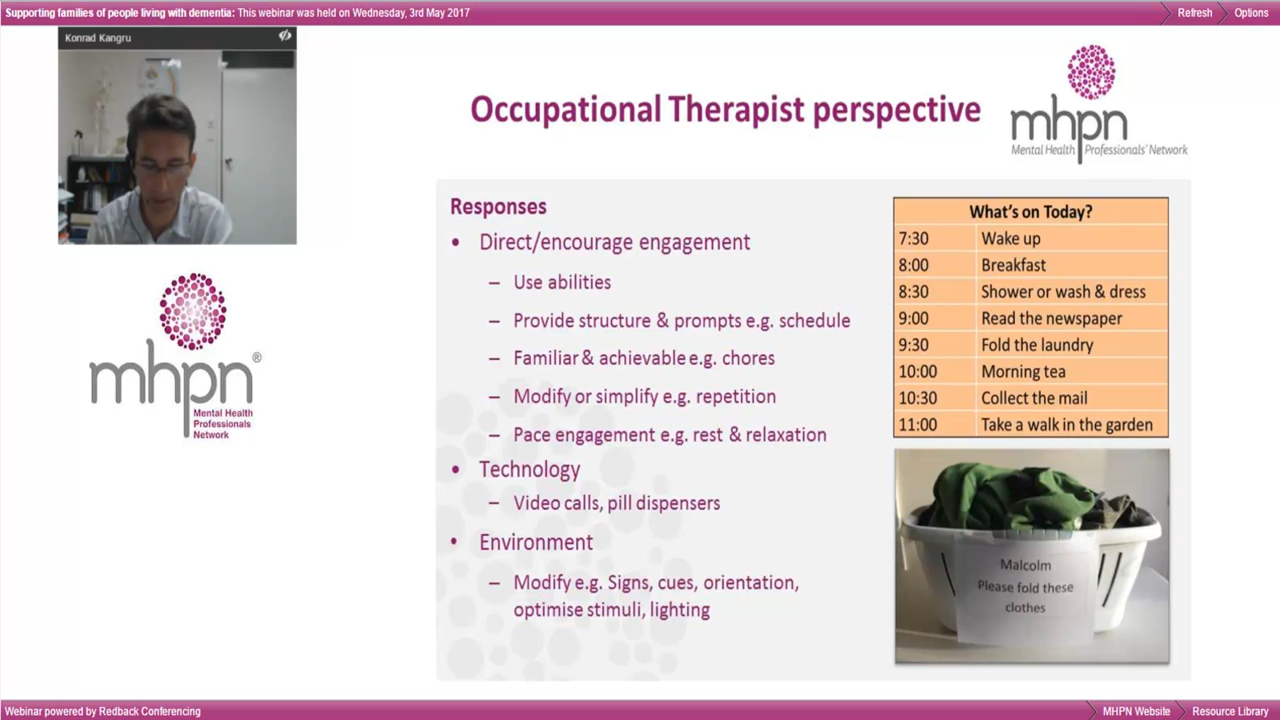 Supporting families of people living with dementia: This webinar was held on Wednesday, 3rd May 2017
Refresh
Options
Konrad Kangru
mhpn®
Mental Health
Professionals
Network
Occupational Therapist perspective
mhpn
Mental Health Professionals' Network
Responses
• Direct/encourage engagement
– Use abilities
– Provide structure & prompts e.g. schedule
– Familiar & achievable e.g. chores
– Modify or simplify e.g. repetition
– Pace engagement e.g. rest & relaxation
• Technology
– Video calls, pill dispensers
• Environment
– Modify e.g. Signs, cues, orientation,
optimise stimuli, lighting
What's on Today?
7:30 Wake up
8:00 Breakfast
8:30 Shower or wash & dress
9:00 Read the newspaper
9:30 Fold the laundry
10:00 Morning tea
10:30 Collect the mail
11:00 Take a walk in the garden
Malcolm
Please fold these
clothes
Webinar powered by Redback Conferencing
MHPN Website
Resource Library